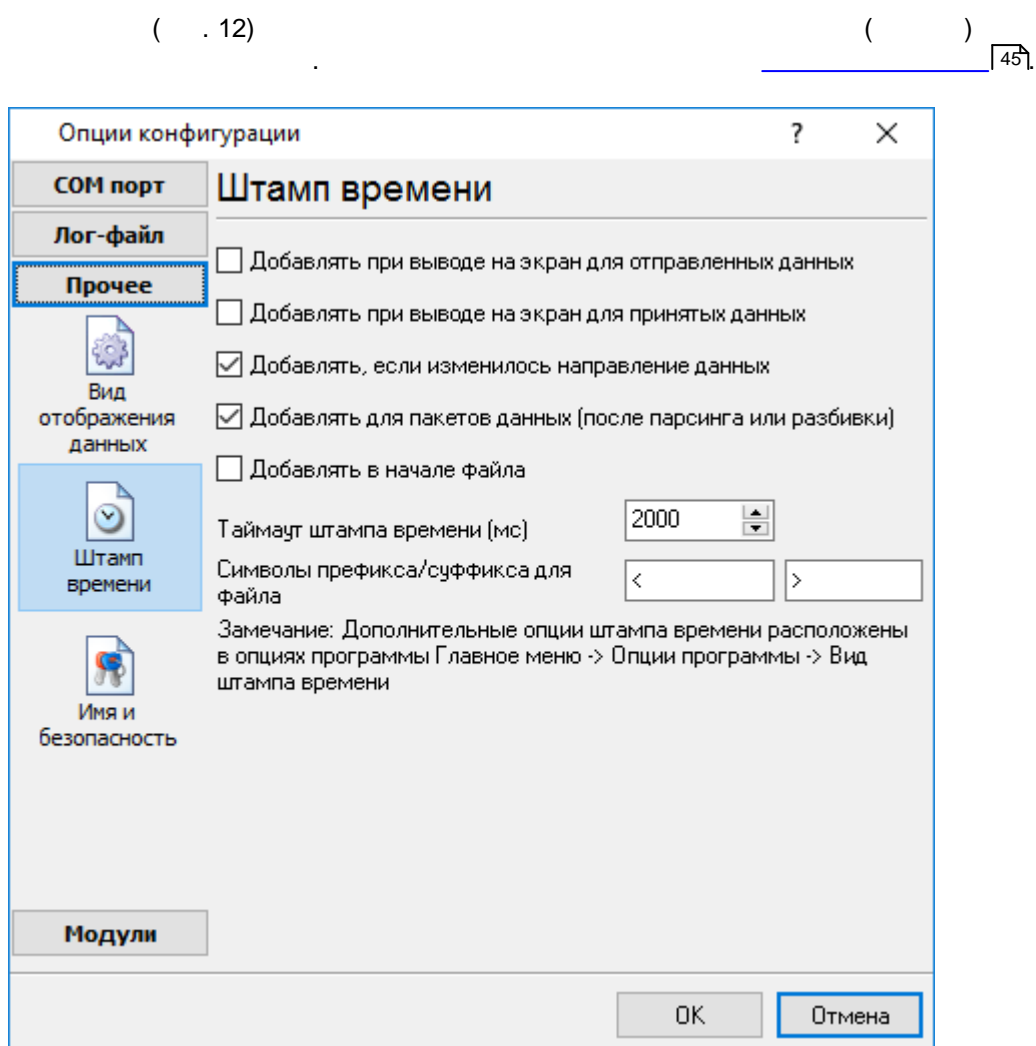 ( . 12) ( )
. 45.
Опции конфигурации ?
COM порт
Лог-файл
Прочее
Вид
отображения
данных
Штамп
времени
Имя и
безопасность
Модули
Штамп времени
Добавлять при выводе на экран для отправленных данных
Добавлять при выводе на экран для принятых данных
Добавлять, если изменилось направление данных
Добавлять для пакетов данных (после парсинга или разбивки)
Добавлять в начале файла
Таймаут штампа времени (мс) 2000
Символы префикса/суффикса для
файла < >
Замечание: Дополнительные опции штампа времени расположены
в опциях программы Главное меню -> Опции программы -> Вид
штампа времени
OK Отмена